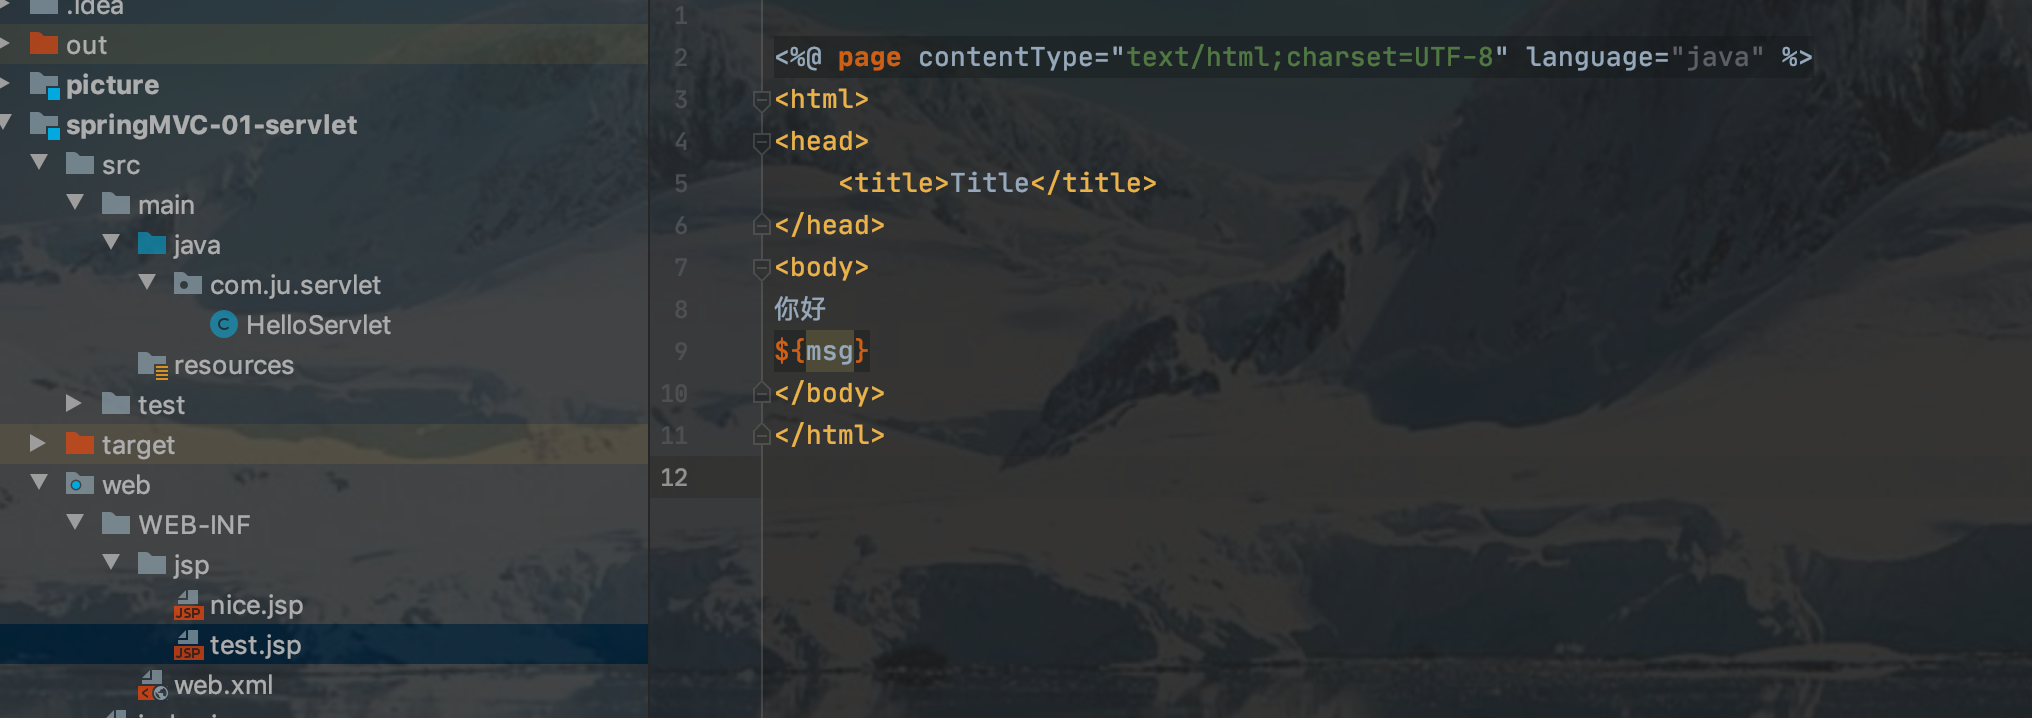 .idea
out
picture
springMVC-01-servlet
src
main
java
com.ju.servlet
HelloServlet
resources
test
target
web
WEB-INF
jsp
nice.jsp
test.jsp
web.xml
1
2 <%@ page contentType="text/html;charset=UTF-8" language="java" %>
3 <html>
4 <head>
5     <title>Title</title>
6 </head>
7 <body>
8 你好
9 ${msg}
10 </body>
11 </html>
12